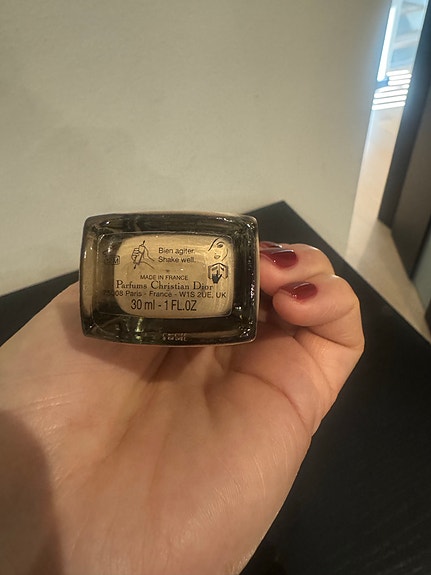 Bien agiter.
Shake well.
MADE IN FRANCE
Parfums Christian Dior
Paris - France - W1S 2UE. UK
30 ml - 1 FL.OZ